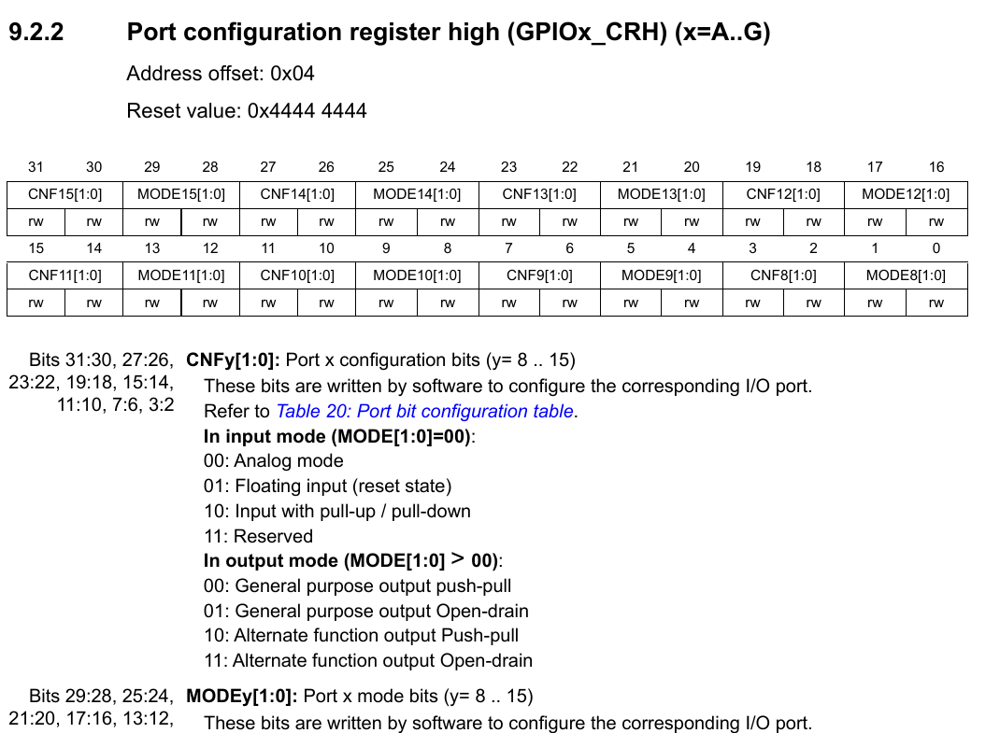 9.2.2 Port configuration register high (GPIOx_CRH) (x=A..G)
Address offset: 0x04
Reset value: 0x4444 4444
31 30 29 28 27 26 25 24 23 22 21 20 19 18 17 16
CNF15[1:0] MODE15[1:0] CNF14[1:0] MODE14[1:0] CNF13[1:0] MODE13[1:0] CNF12[1:0] MODE12[1:0]
rw rw rw rw rw rw rw rw rw rw rw rw rw rw rw rw
15 14 13 12 11 10 9 8 7 6 5 4 3 2 1 0
CNF11[1:0] MODE11[1:0] CNF10[1:0] MODE10[1:0] CNF9[1:0] MODE9[1:0] CNF8[1:0] MODE8[1:0]
rw rw rw rw rw rw rw rw rw rw rw rw rw rw rw rw
Bits 31:30, 27:26, CNFy[1:0]: Port x configuration bits (y= 8 .. 15)
23:22, 19:18, 15:14, These bits are written by software to configure the corresponding I/O port.
11:10, 7:6, 3:2 Refer to Table 20: Port bit configuration table.
In input mode (MODE[1:0]=00):
00: Analog mode
01: Floating input (reset state)
10: Input with pull-up / pull-down
11: Reserved
In output mode (MODE[1:0] > 00):
00: General purpose output push-pull
01: General purpose output Open-drain
10: Alternate function output Push-pull
11: Alternate function output Open-drain
Bits 29:28, 25:24, MODEy[1:0]: Port x mode bits (y= 8 .. 15)
21:20, 17:16, 13:12, These bits are written by software to configure the corresponding I/O port.